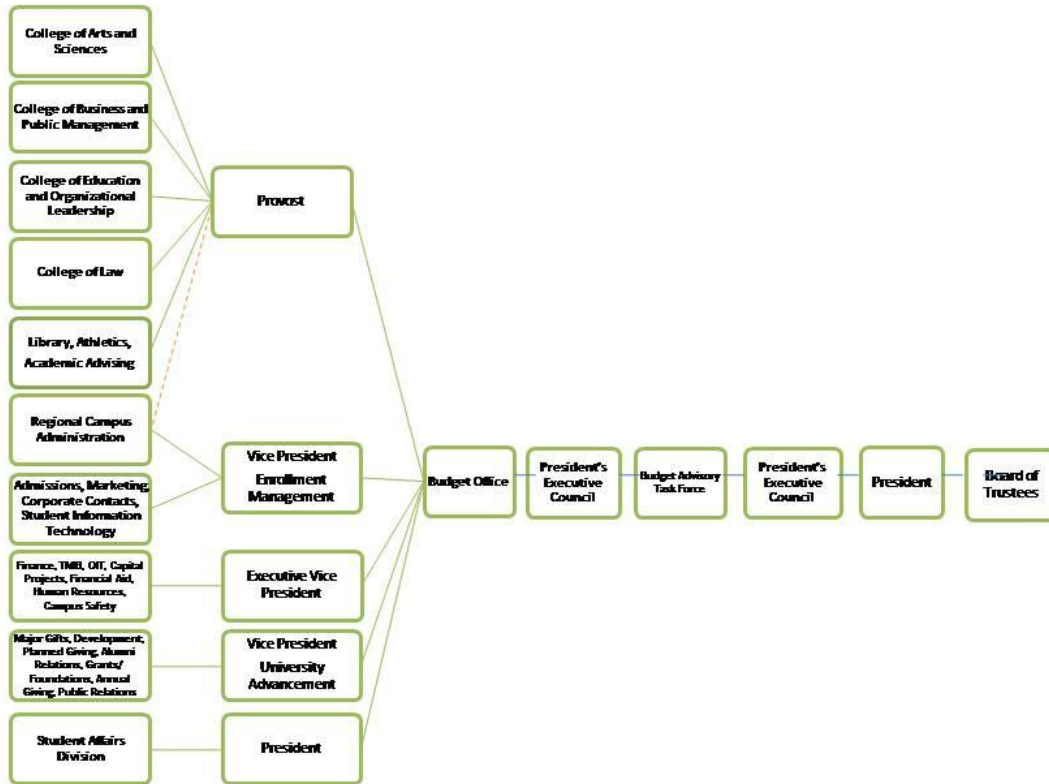 College of Arts and
Sciences
College of Business and
Public Management
College of Education
and Organizational
Leadership
College of Law
Library, Athletics,
Academic Advising
Regional Campus
Administration
Admissions, Marketing,
Corporate Contacts,
Student Information
Technology
Finance, TMB, OIT, Capital
Projects, Financial Aid,
Human Resources,
Campus Safety
Major Gifts, Development,
Planned Giving, Alumni
Relations, Grants/
Foundations, Annual
Giving, Public Relations
Student Affairs
Division
Provost
Vice President
Enrollment
Management
Executive Vice
President
Vice President
University
Advancement
President
Budget Office
President's
Executive
Council
Budget Advisory
Task Force
President's
Executive
Council
President
Board of
Trustees